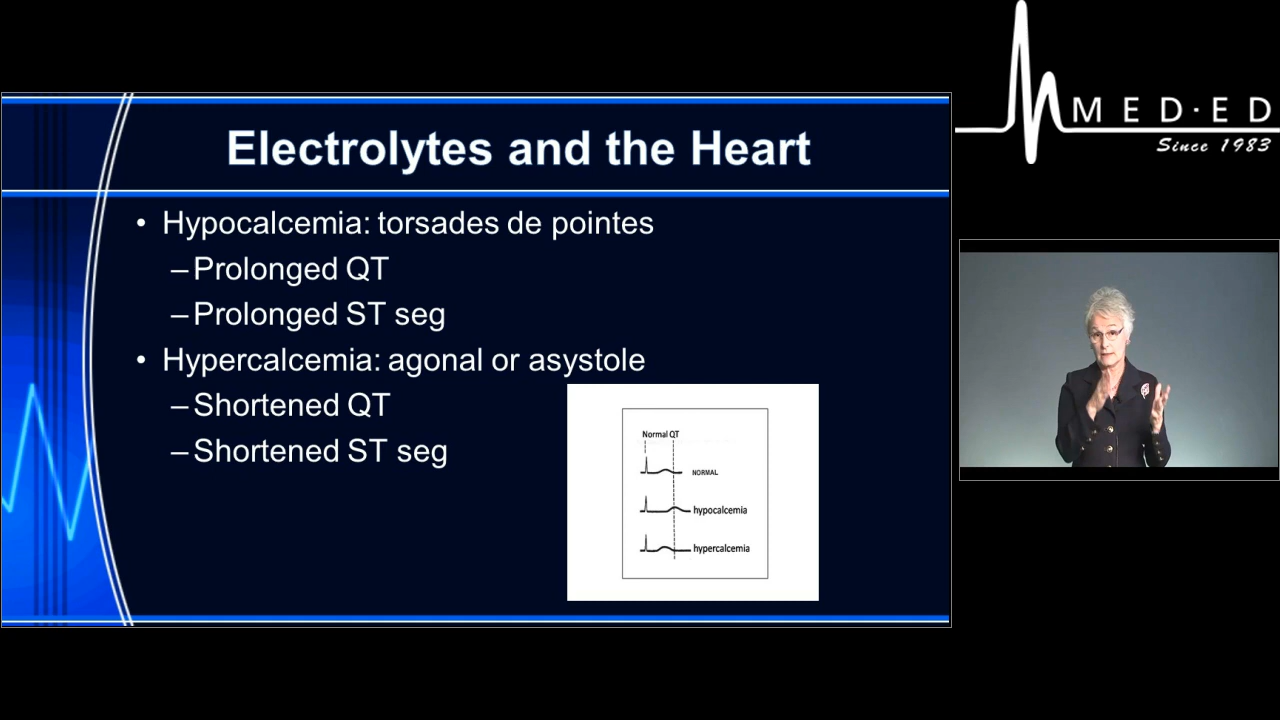 MED·ED
Since 1983
Electrolytes and the Heart
• Hypocalcemia: torsades de pointes
–Prolonged QT
–Prolonged ST seg
• Hypercalcemia: agonal or asystole
–Shortened QT
–Shortened ST seg
Normal QT
NORMAL
hypocalcemia
hypercalcemia